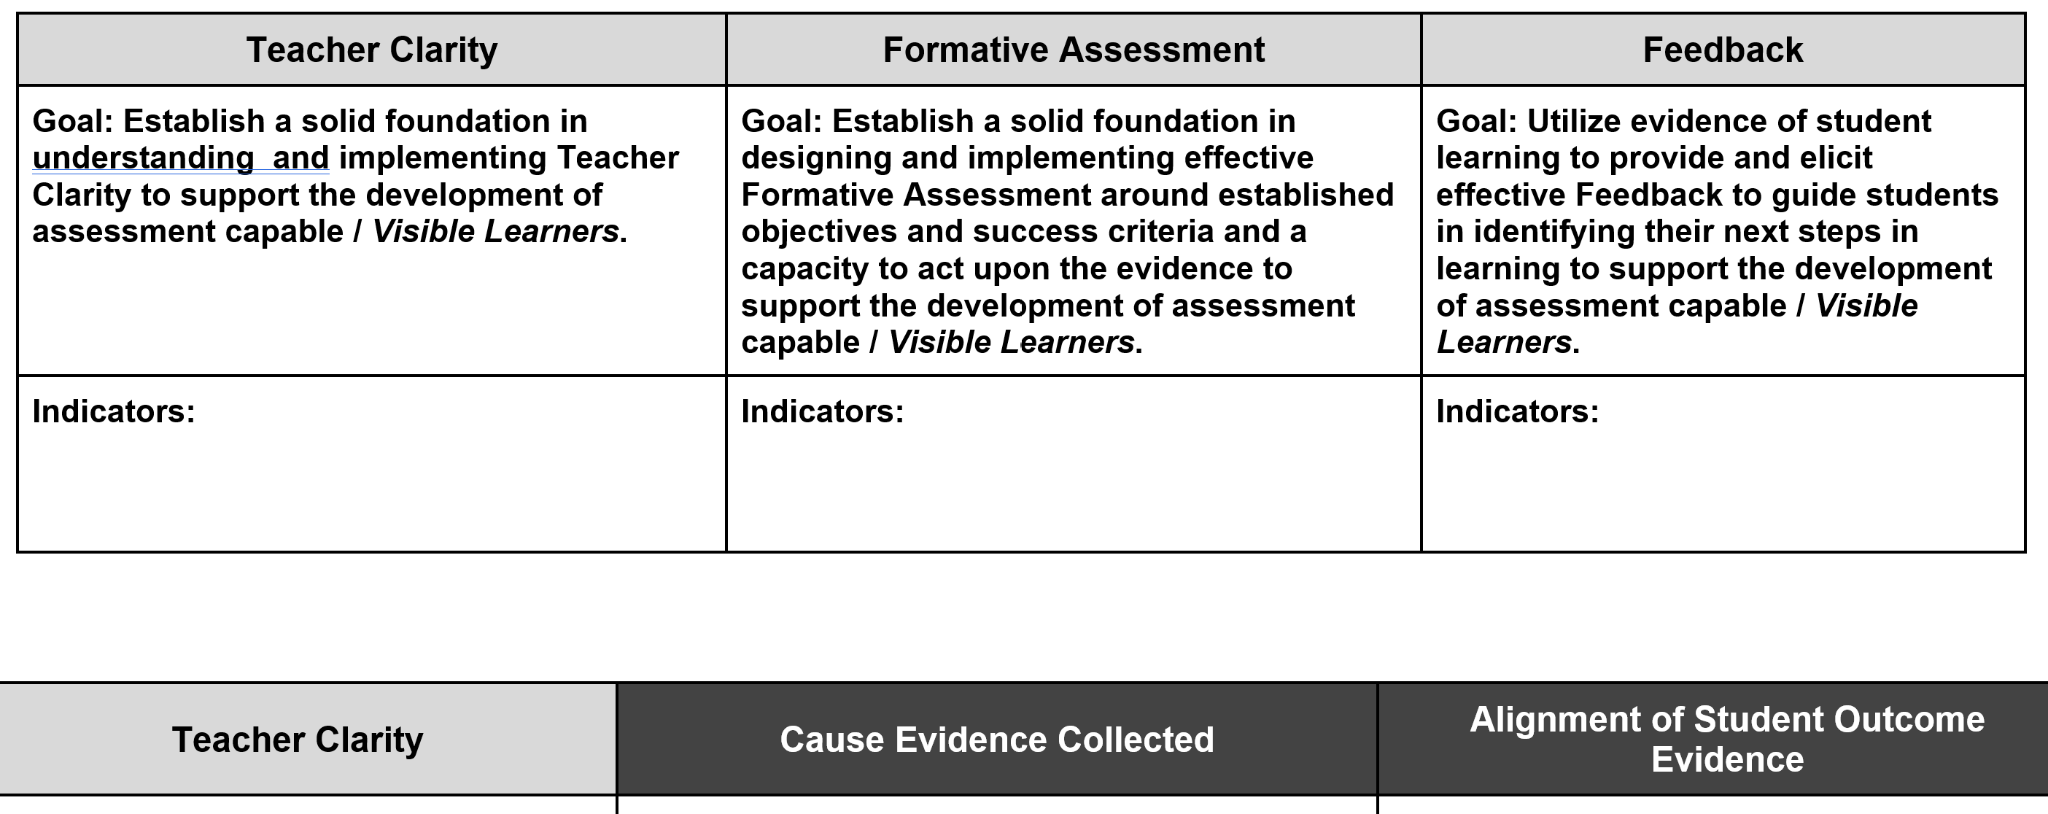 Teacher Clarity
Formative Assessment
Feedback
Goal: Establish a solid foundation in
understanding  and implementing Teacher
Clarity to support the development of
assessment capable / Visible Learners.
Goal: Establish a solid foundation in
designing and implementing effective
Formative Assessment around established
objectives and success criteria and a
capacity to act upon the evidence to
support the development of assessment
capable / Visible Learners.
Goal: Utilize evidence of student
learning to provide and elicit
effective Feedback to guide students
in identifying their next steps in
learning to support the development
of assessment capable / Visible
Learners.
Indicators:
Indicators:
Indicators:
Teacher Clarity
Cause Evidence Collected
Alignment of Student Outcome
Evidence